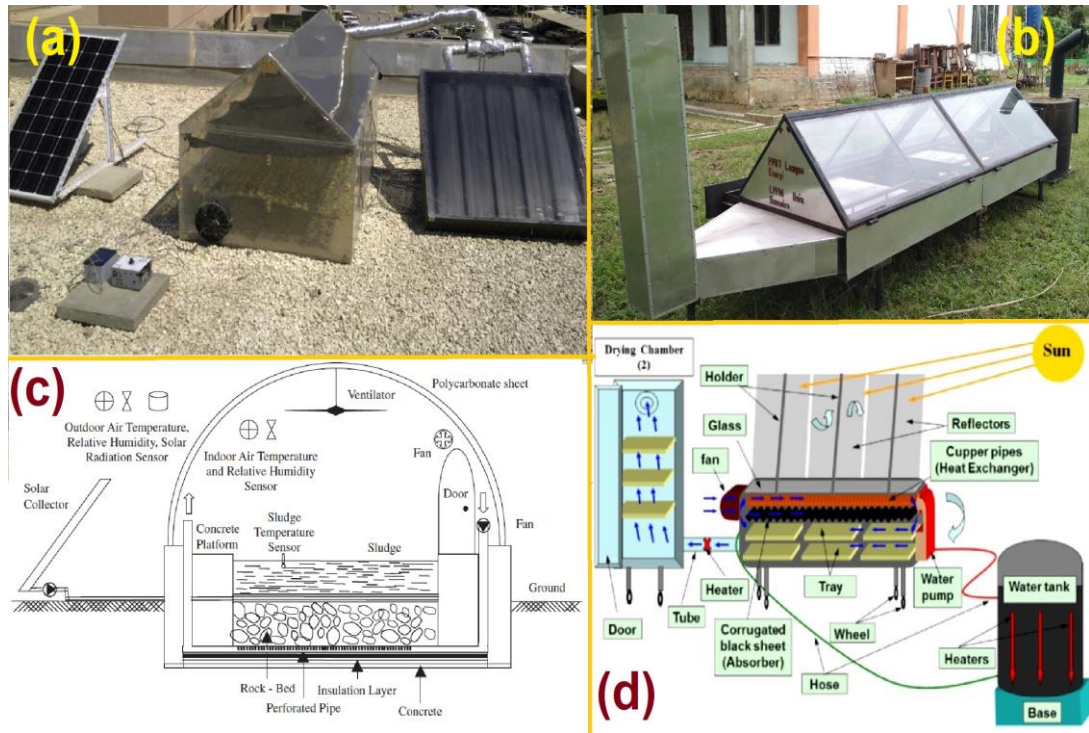 (a)
(b)
(c)
Ventilator
Polycarbonate sheet
Outdoor Air Temperature,
Relative Humidity, Solar
Radiation Sensor
Indoor Air Temperature
and Relative Humidity
Sensor
Fan
Door
Solar
Collector
Concrete
Platform
Sludge
Temperature
Sensor
Sludge
Fan
Ground
Rock - Bed
Perforated Pipe
Insulation Layer
Concrete
(d)
Drying Chamber
(2)
Sun
Holder
Glass
Reflectors
fan
Cupper pipes
(Heat Exchanger)
Tray
Heater
Water
pump
Water tank
Door
Tube
Corrugated
black sheet
(Absorber)
Wheel
Hose
Heaters
Base